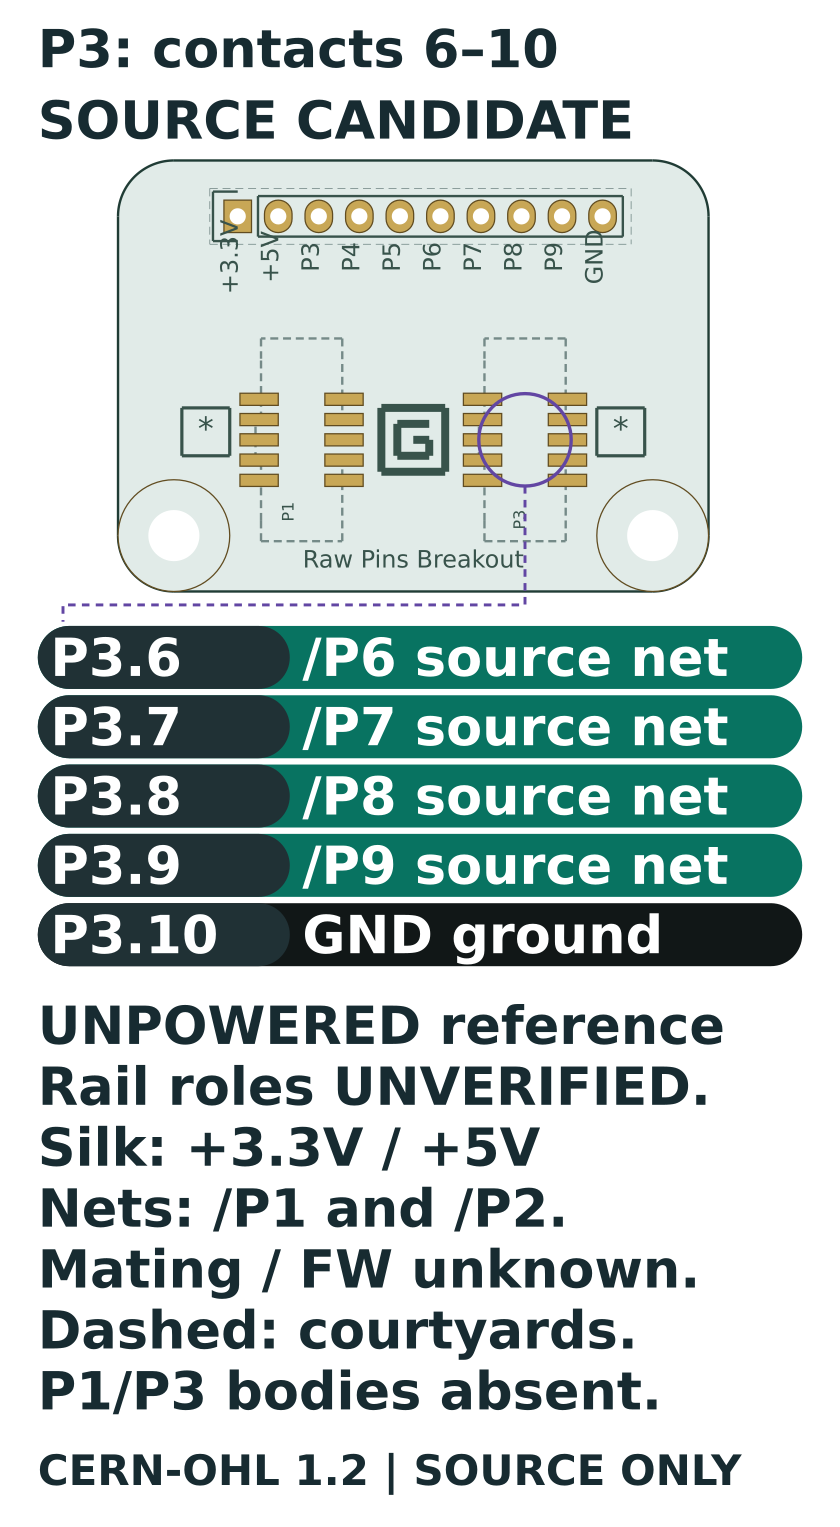 P3: contacts 6–10
SOURCE CANDIDATE
+3.3V
+5V
P3
P4
P5
P6
P7
P8
P9
GND
*
G
*
P1
P3
Raw Pins Breakout
P3.6 /P6 source net
P3.7 /P7 source net
P3.8 /P8 source net
P3.9 /P9 source net
P3.10 GND ground
UNPOWERED reference
Rail roles UNVERIFIED.
Silk: +3.3V / +5V
Nets: /P1 and /P2.
Mating / FW unknown.
Dashed: courtyards.
P1/P3 bodies absent.
CERN-OHL 1.2 | SOURCE ONLY